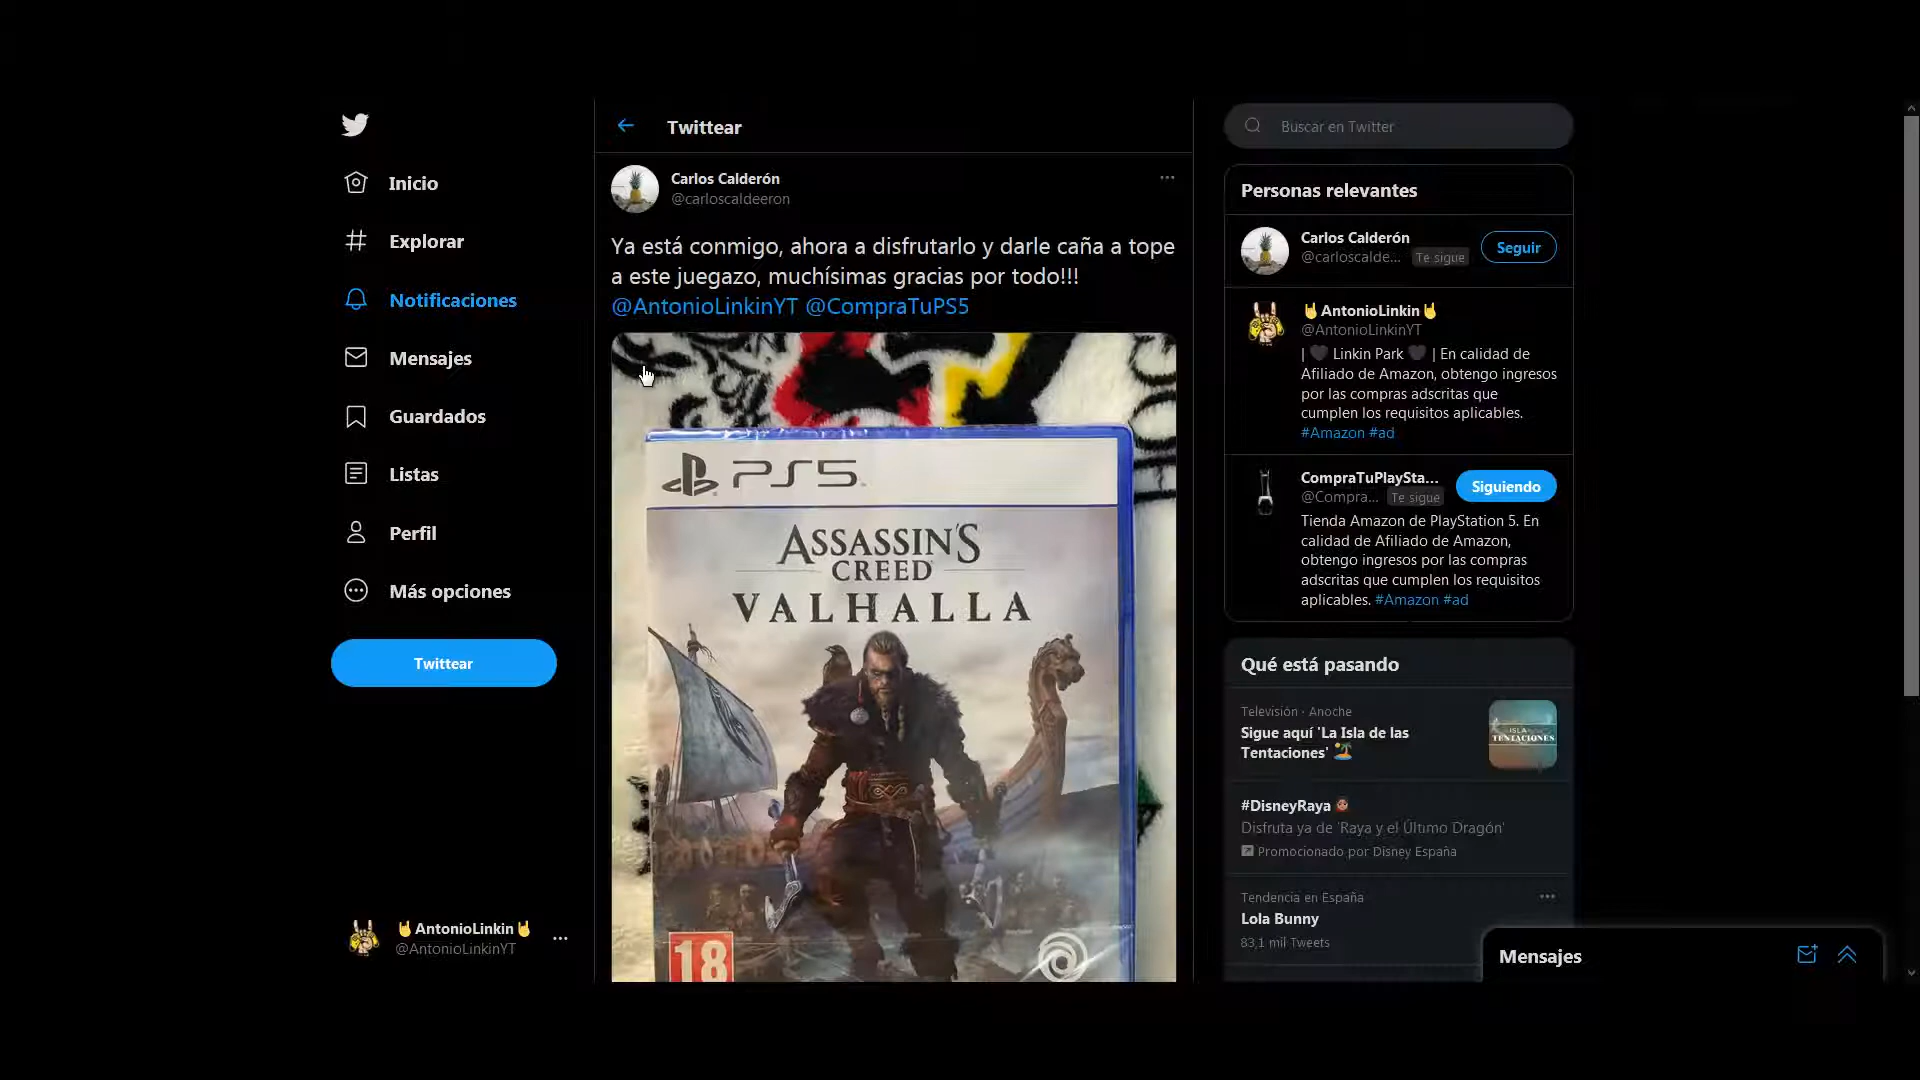 Inicio
Explorar
Notificaciones
Mensajes
Guardados
Listas
Perfil
Más opciones
Twittear
🤘AntonioLinkin🤘
@AntonioLinkinYT
Twittear
Carlos Calderón
@carloscaldeeron
Ya está conmigo, ahora a disfrutarlo y darle caña a tope
a este juegazo, muchísimas gracias por todo!!!
@AntonioLinkinYT @CompraTuPS5
PS5
ASSASSIN'S
CREED
VALHALLA
18
Buscar en Twitter
Personas relevantes
Carlos Calderón
@carloscalde... Te sigue
Seguir
🤘AntonioLinkin🤘
@AntonioLinkinYT
| 🖤 Linkin Park 🖤 | En calidad de
Afiliado de Amazon, obtengo ingresos
por las compras adscritas que
cumplen los requisitos aplicables.
#Amazon #ad
CompraTuPlaySta...
@Compra... Te sigue
Siguiendo
Tienda Amazon de PlayStation 5. En
calidad de Afiliado de Amazon,
obtengo ingresos por las compras
adscritas que cumplen los requisitos
aplicables. #Amazon #ad
Qué está pasando
Televisión · Anoche
Sigue aquí 'La Isla de las
Tentaciones' 🏝️
ISLA
TENTACIONES
#DisneyRaya
Disfruta ya de 'Raya y el Último Dragón'
Promocionado por Disney España
Tendencia en España
Lola Bunny
83,1 mil Tweets
Mensajes